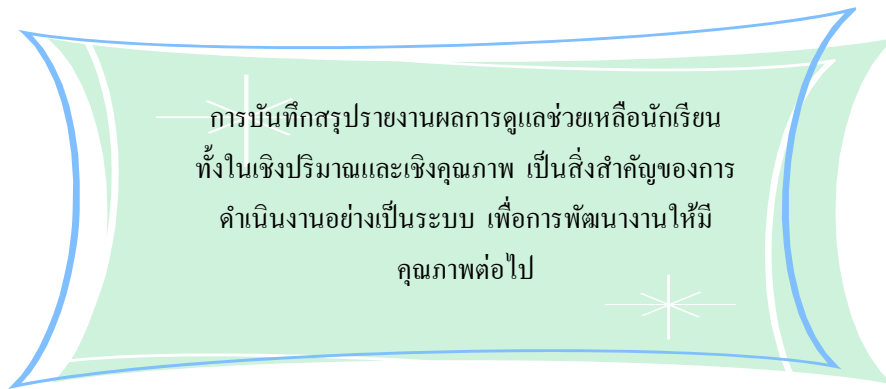 การบันทึกสรุปรายงานผลการดูแลช่วยเหลือนักเรียน
ทั้งในเชิงปริมาณและเชิงคุณภาพ เป็นสิ่งสำคัญของการ
ดำเนินงานอย่างเป็นระบบ เพื่อการพัฒนางานให้มี
คุณภาพต่อไป